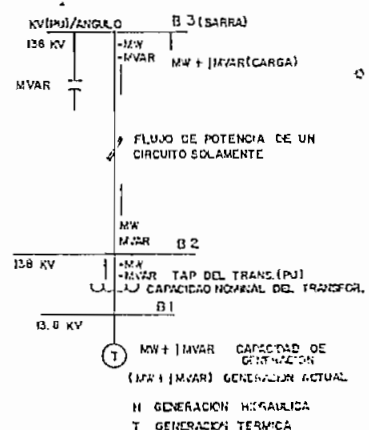 KV(PU)/ANGULO B 3 (SARRA)
138 KV
-MW
-MVAR
MW + jMVAR(CARGA)
MVAR
FLUJO DE POTENCIA DE UN
CIRCUITO SOLAMENTE
MW
MVAR
B 2
138 KV
-MW
-MVAR TAP DEL TRANS.(PU)
CAPACIDAD NOMINAL DEL TRANSFOR.
B1
13.8 KV
T
MW + jMVAR CAPACIDAD DE
GENERACION
(MW + jMVAR) GENERACION ACTUAL
H GENERACION HIDRAULICA
T GENERACION TERMICA